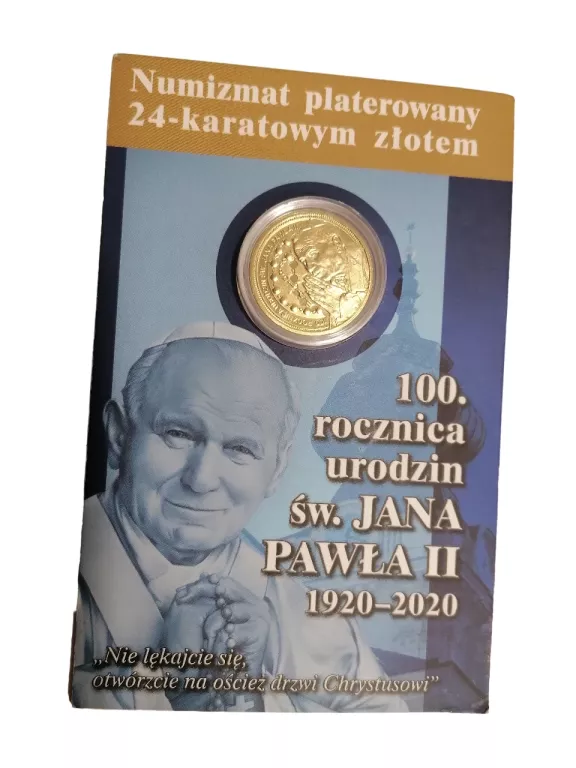 Numizmat platerowany
24-karatowym złotem
100.
rocznica
urodzin
św. JANA
PAWŁA II
1920–2020
„Nie lękajcie się,
otwórzcie na oścież drzwi Chrystusowi”